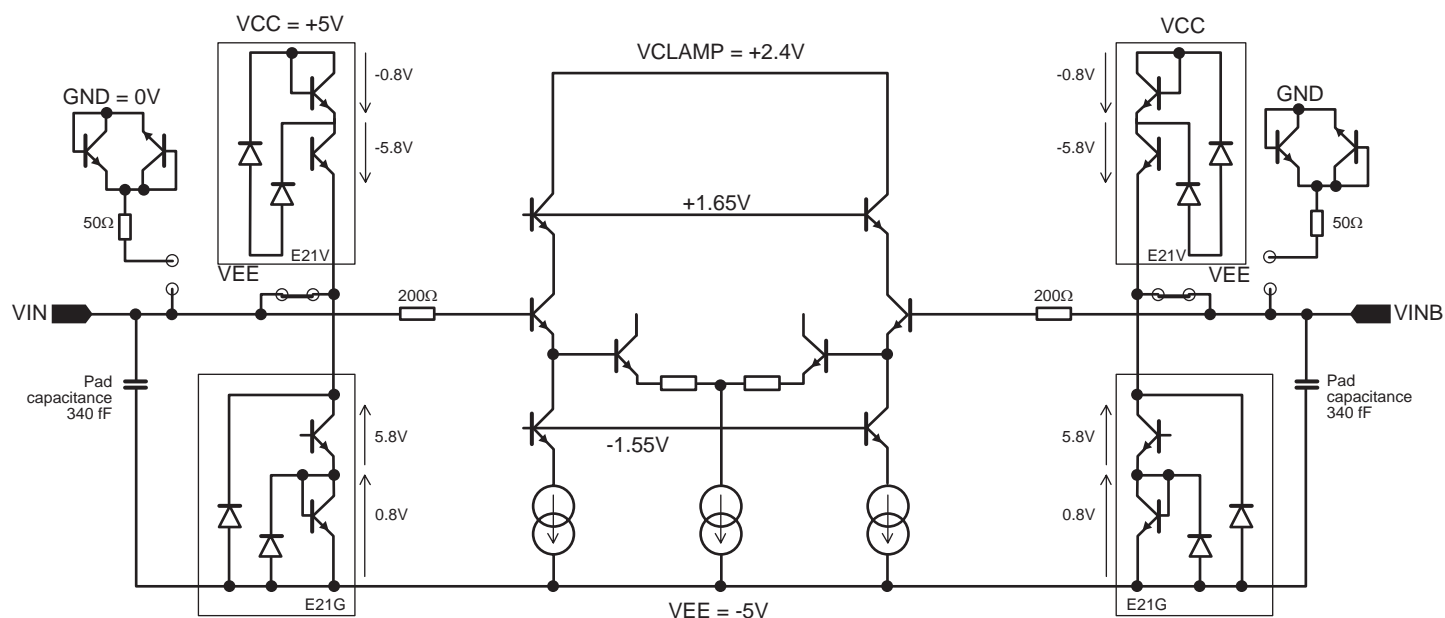 VCC = +5V
VCC
VCLAMP = +2.4V
GND = 0V
-0.8V
-0.8V
GND
-5.8V
-5.8V
+1.65V
50Ω
50Ω
E21V
E21V
VEE
VEE
VIN
200Ω
200Ω
VINB
Pad
capacitance
340 fF
Pad
capacitance
340 fF
5.8V
-1.55V
5.8V
0.8V
0.8V
E21G
VEE = -5V
E21G